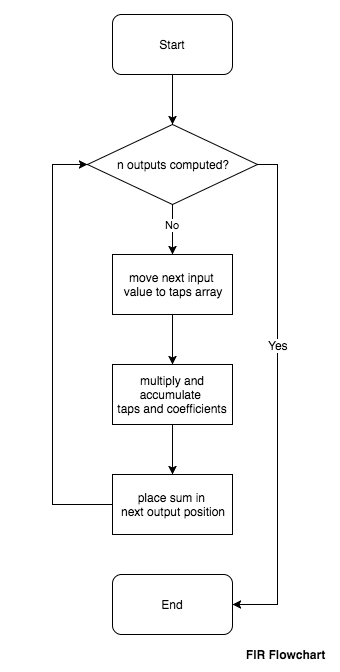 Start
n outputs computed?
No
move next input
value to taps array
Yes
multiply and
accumulate
taps and coefficients
place sum in
next output position
End
FIR Flowchart